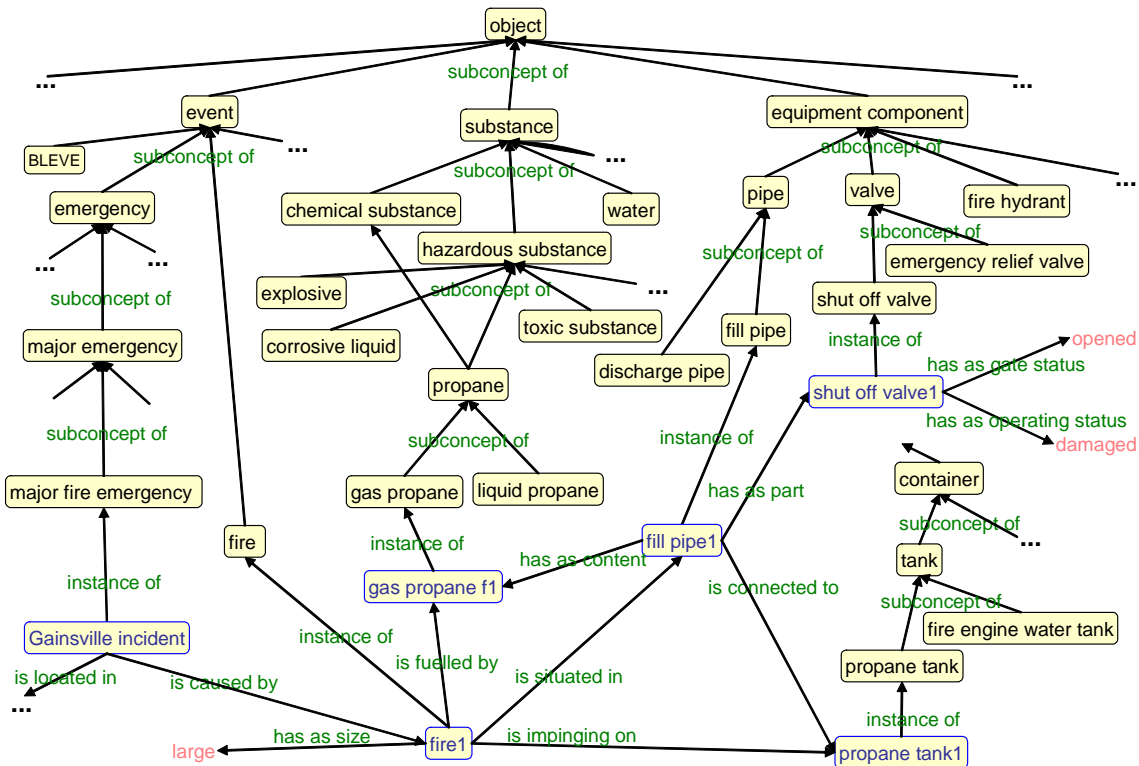 object
subconcept of
...
...
event
substance
equipment component
BLEVE
subconcept of
...
subconcept of
...
subconcept of
...
emergency
chemical substance
water
pipe
valve
fire hydrant
...
...
hazardous substance
subconcept of
subconcept of
emergency relief valve
subconcept of
explosive
subconcept of
...
shut off valve
major emergency
corrosive liquid
toxic substance
fill pipe
instance of
opened
discharge pipe
has as gate status
propane
shut off valve1
subconcept of
subconcept of
instance of
has as operating status
damaged
major fire emergency
gas propane
liquid propane
has as part
container
subconcept of
...
fire
instance of
has as content
fill pipe1
tank
instance of
gas propane f1
is connected to
subconcept of
Gainsville incident
instance of
fire engine water tank
is located in
is caused by
is fuelled by
is situated in
propane tank
...
instance of
large
has as size
fire1
is impinging on
propane tank1